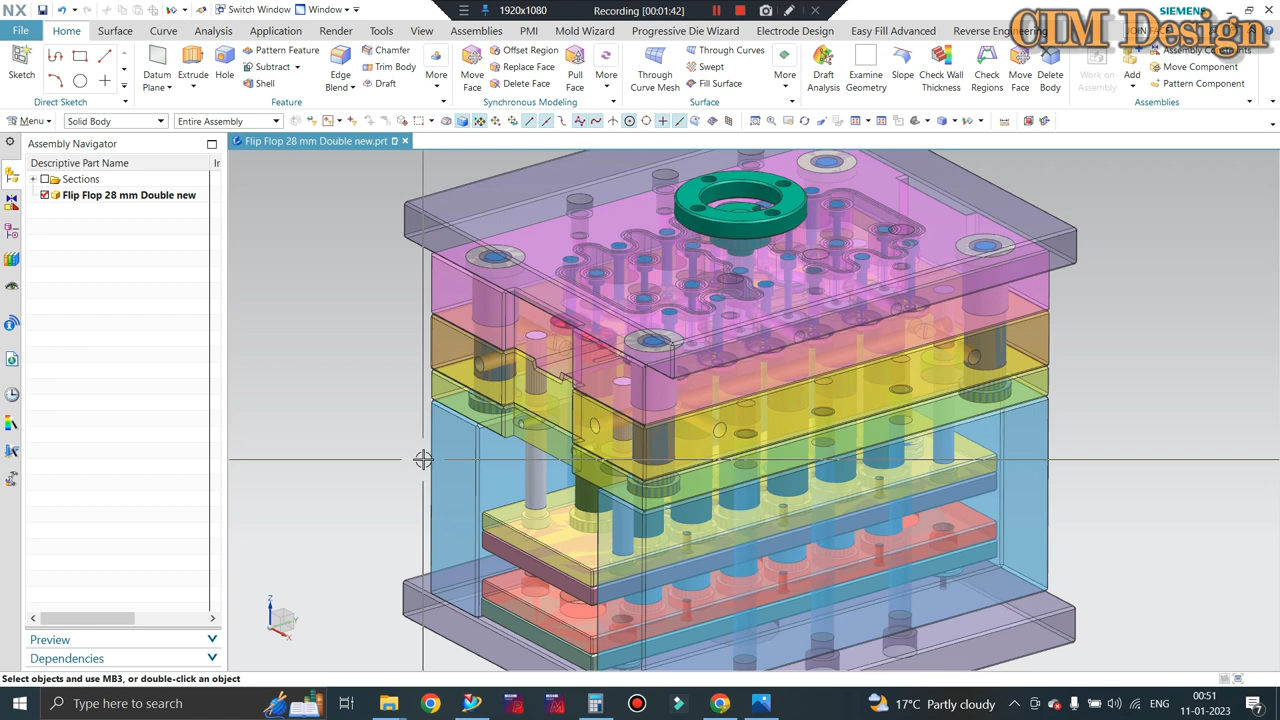 NX
Switch Window
Window
1920x1080
Recording [00:01:42]
SIEMENS
CIM Design
File
Home
Surface
Curve
Analysis
Application
Render
Tools
View
Assemblies
PMI
Mold Wizard
Progressive Die Wizard
Electrode Design
Easy Fill Advanced
Reverse Engineering
Sketch
Datum Plane
Extrude
Hole
Pattern Feature
Subtract
Shell
Edge Blend
Chamfer
Trim Body
Draft
More
Move Face
Offset Region
Replace Face
Delete Face
Pull Face
More
Through Curve Mesh
Through Curves
Swept
Fill Surface
More
Draft Analysis
Examine Geometry
Slope
Check Wall Thickness
Check Regions
Move Face
Delete Body
Work on Assembly
Add
Assembly Constraints
Move Component
Pattern Component
Direct Sketch
Feature
Synchronous Modeling
Surface
Assemblies
Menu
Solid Body
Entire Assembly
Assembly Navigator
Flip Flop 28 mm Double new.prt
Descriptive Part Name
Ir
Sections
Flip Flop 28 mm Double new
Z
X
Y
Preview
Dependencies
Select objects and use MB3, or double-click an object
Type here to search
17°C Partly cloudy
ENG
00:51
11-01-2023
7